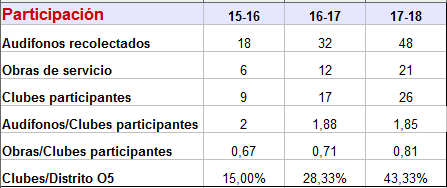 Participación 15-16 16-17 17-18
Audífonos recolectados 18 32 48
Obras de servicio 6 12 21
Clubes participantes 9 17 26
Audífonos/Clubes participantes 2 1,88 1,85
Obras/Clubes participantes 0,67 0,71 0,81
Clubes/Distrito O5 15,00% 28,33% 43,33%